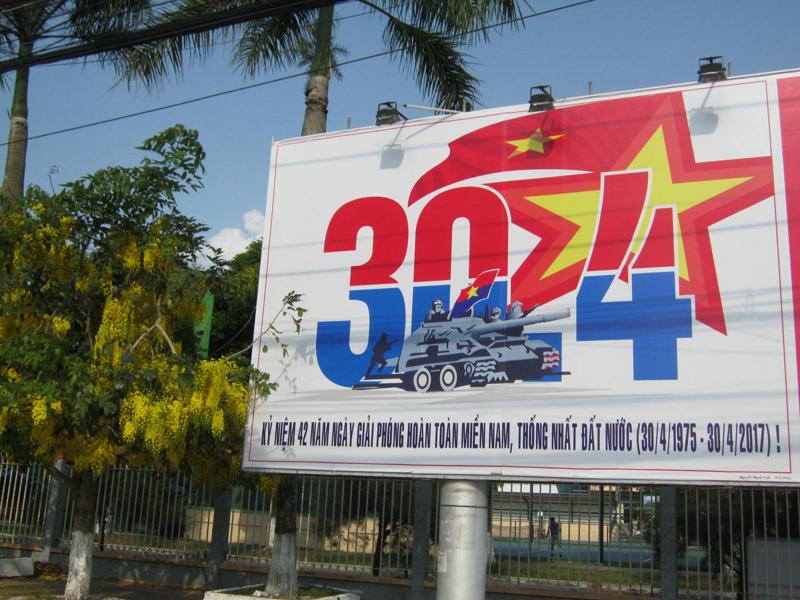 30.4
KỶ NIỆM 42 NĂM NGÀY GIẢI PHÓNG HOÀN TOÀN MIỀN NAM, THỐNG NHẤT ĐẤT NƯỚC (30/4/1975 - 30/4/2017) !